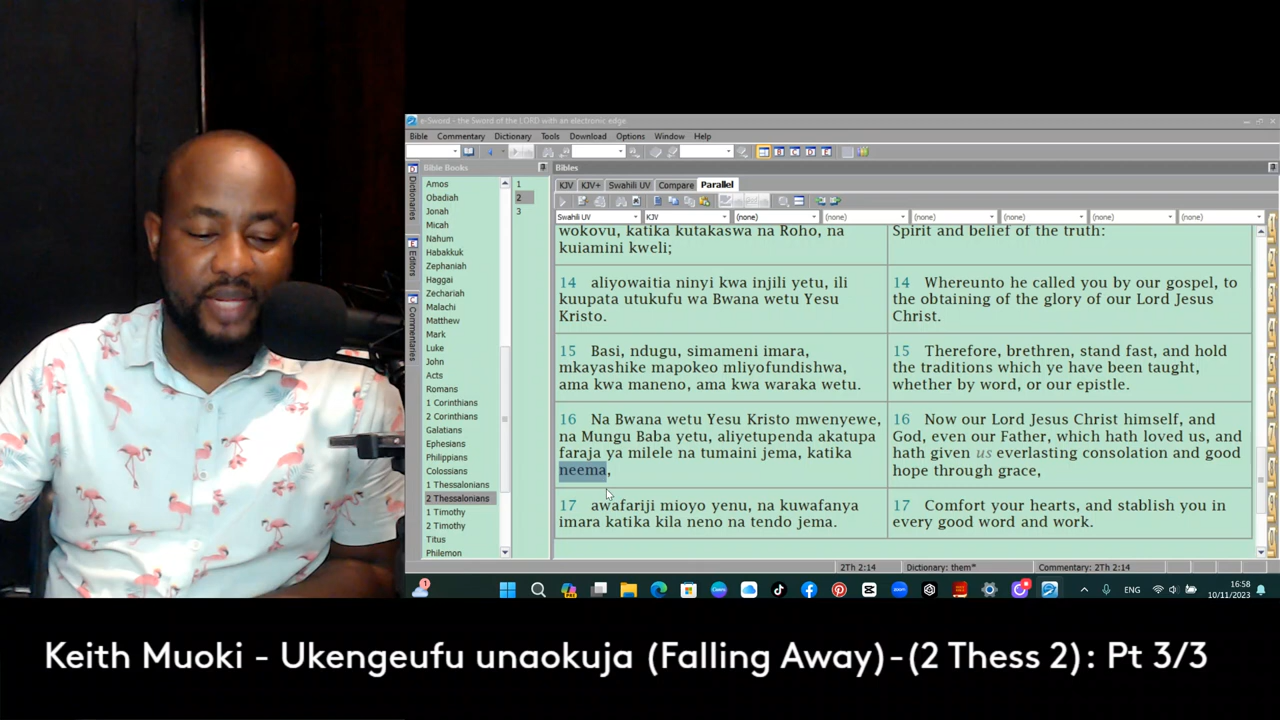 e-Sword - the Sword of the LORD with an electronic edge
Bible Commentary Dictionary Tools Download Options Window Help
Bible Books
Bibles
Dictionaries
Editors
Commentaries
Amos
Obadiah
Jonah
Micah
Nahum
Habakkuk
Zephaniah
Haggai
Zechariah
Malachi
Matthew
Mark
Luke
John
Acts
Romans
1 Corinthians
2 Corinthians
Galatians
Ephesians
Philippians
Colossians
1 Thessalonians
2 Thessalonians
1 Timothy
2 Timothy
Titus
Philemon
1
2
3
KJV KJV+ Swahili UV Compare Parallel
Swahili UV KJV (none) (none) (none) (none) (none) (none)
wokovu, katika kutakaswa na Roho, na
kuiamini kweli;
Spirit and belief of the truth:
14 aliyowaitia ninyi kwa injili yetu, ili
kuupata utukufu wa Bwana wetu Yesu
Kristo.
14 Whereunto he called you by our gospel, to
the obtaining of the glory of our Lord Jesus
Christ.
15 Basi, ndugu, simameni imara,
mkayashike mapokeo mliyofundishwa,
ama kwa maneno, ama kwa waraka wetu.
15 Therefore, brethren, stand fast, and hold
the traditions which ye have been taught,
whether by word, or our epistle.
16 Na Bwana wetu Yesu Kristo mwenyewe,
na Mungu Baba yetu, aliyetupenda akatupa
faraja ya milele na tumaini jema, katika
neema,
16 Now our Lord Jesus Christ himself, and
God, even our Father, which hath loved us, and
hath given us everlasting consolation and good
hope through grace,
17 awafariji mioyo yenu, na kuwafanya
imara katika kila neno na tendo jema.
17 Comfort your hearts, and stablish you in
every good word and work.
2Th 2:14 Dictionary: them* Commentary: 2Th 2:14
ENG
16:58
10/11/2023
Keith Muoki - Ukengeufu unaokuja (Falling Away)-(2 Thess 2): Pt 3/3